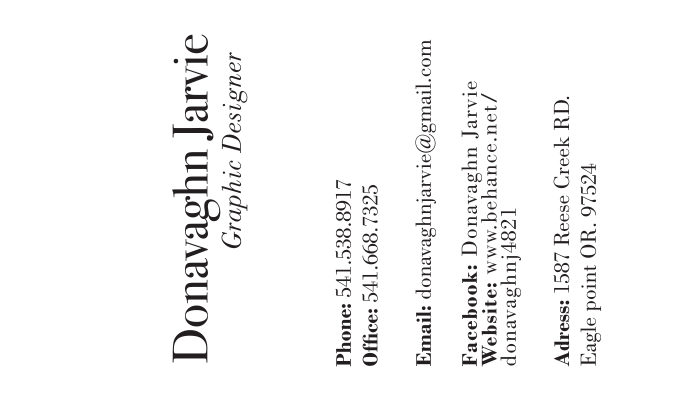 Donavaghn Jarvie
Graphic Designer
Phone: 541.538.8917
Office: 541.668.7325
Email: donavaghnjarvie@gmail.com
Facebook: Donavaghn Jarvie
Website: www.behance.net/
donavaghnj4821
Adress: 1587 Reese Creek RD.
Eagle point OR. 97524